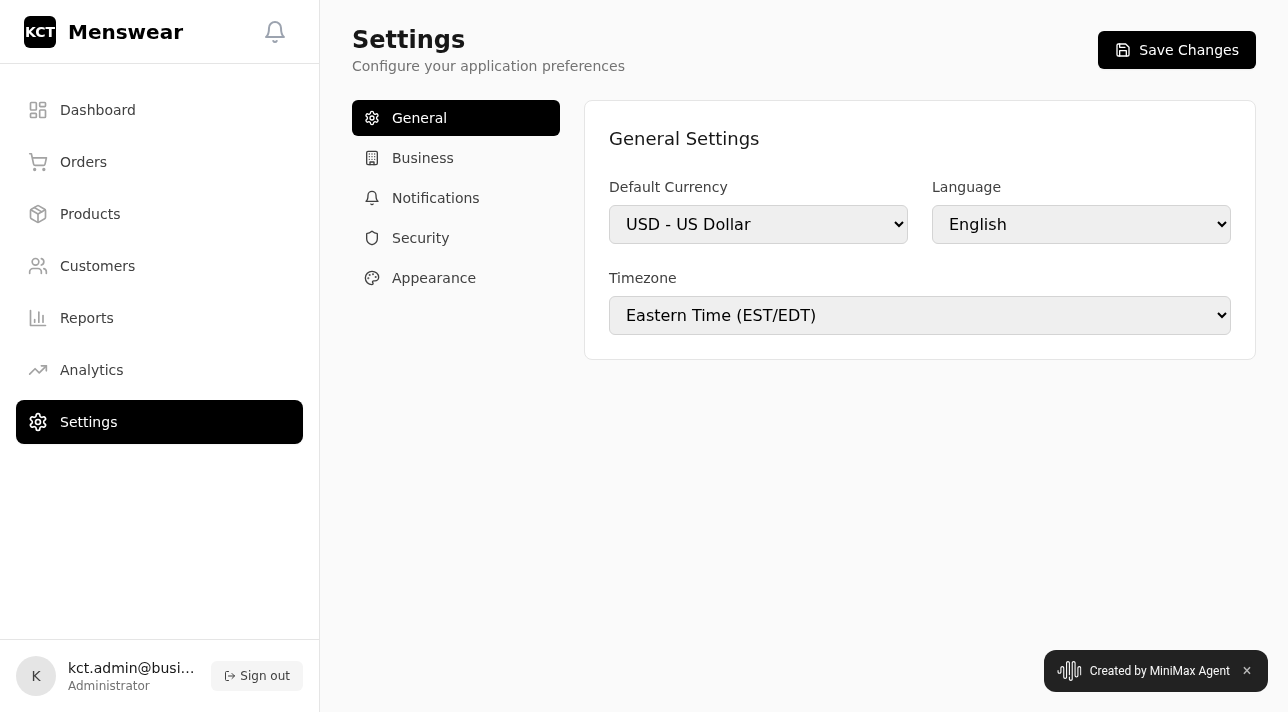 KCT
Menswear
Dashboard
Orders
Products
Customers
Reports
Analytics
Settings
K
kct.admin@busi...
Administrator
Sign out
Settings
Configure your application preferences
Save Changes
General
Business
Notifications
Security
Appearance
General Settings
Default Currency
USD - US Dollar
Language
English
Timezone
Eastern Time (EST/EDT)
Created by MiniMax Agent